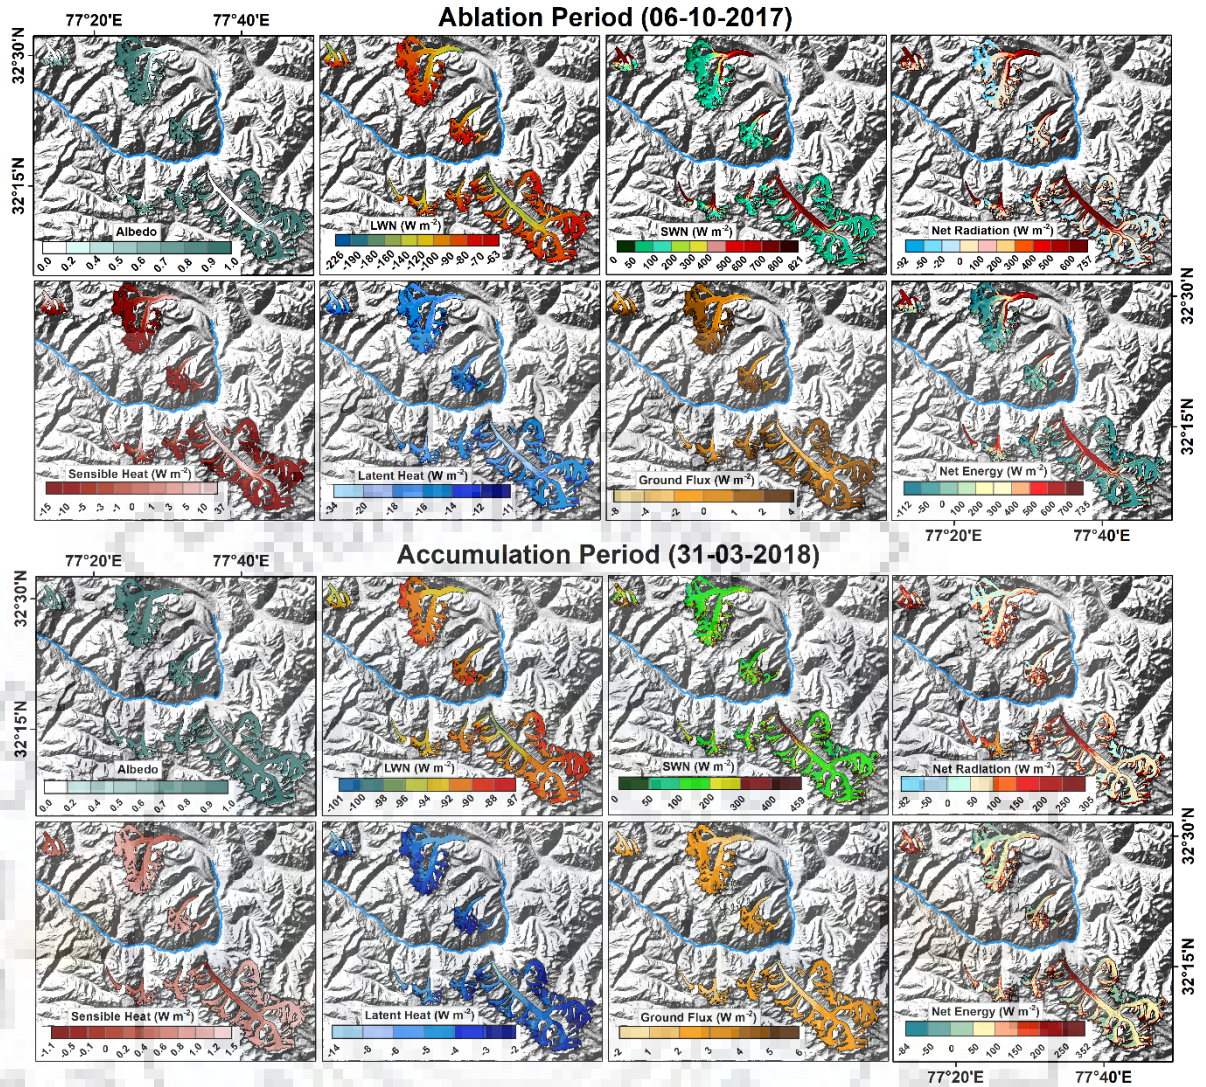 Ablation Period (06-10-2017)
77°20'E 77°40'E
32°30'N
32°15'N
Albedo
0.0 0.2 0.4 0.5 0.6 0.7 0.8 0.9 1.0
LWN (W m-2)
-226 -190 -180 -160 -140 -120 -100 -90 -80 -70 -63
SWN (W m-2)
0 50 100 200 300 400 500 600 700 800 821
Net Radiation (W m-2)
-92 -50 -20 0 100 200 300 400 500 600 757
32°30'N
32°15'N
Sensible Heat (W m-2)
-15 -10 -5 -3 -1 0 1 3 5 10 37
Latent Heat (W m-2)
-34 -20 -18 -16 -14 -12 -11
Ground Flux (W m-2)
-8 -4 -2 0 1 2 4
Net Energy (W m-2)
-112 -50 0 100 200 300 400 500 600 700 735
77°20'E 77°40'E
Accumulation Period (31-03-2018)
77°20'E 77°40'E
32°30'N
32°15'N
Albedo
0.0 0.2 0.5 0.6 0.7 0.8 0.9 1.0
LWN (W m-2)
-101 -100 -98 -96 -94 -92 -90 -88 -87
SWN (W m-2)
0 50 100 200 300 400 459
Net Radiation (W m-2)
-50 0 50 100 150 200 250 305
32°30'N
32°15'N
Sensible Heat (W m-2)
-1.1 -0.5 -0.1 0 0.2 0.4 0.6 0.8 1.0 1.2 1.5
Latent Heat (W m-2)
-14 -8 -6 -5 -4 -3 -2
Ground Flux (W m-2)
-2 1 2 3 4 5 6
Net Energy (W m-2)
-84 -50 0 50 100 150 200 250 352
77°20'E 77°40'E